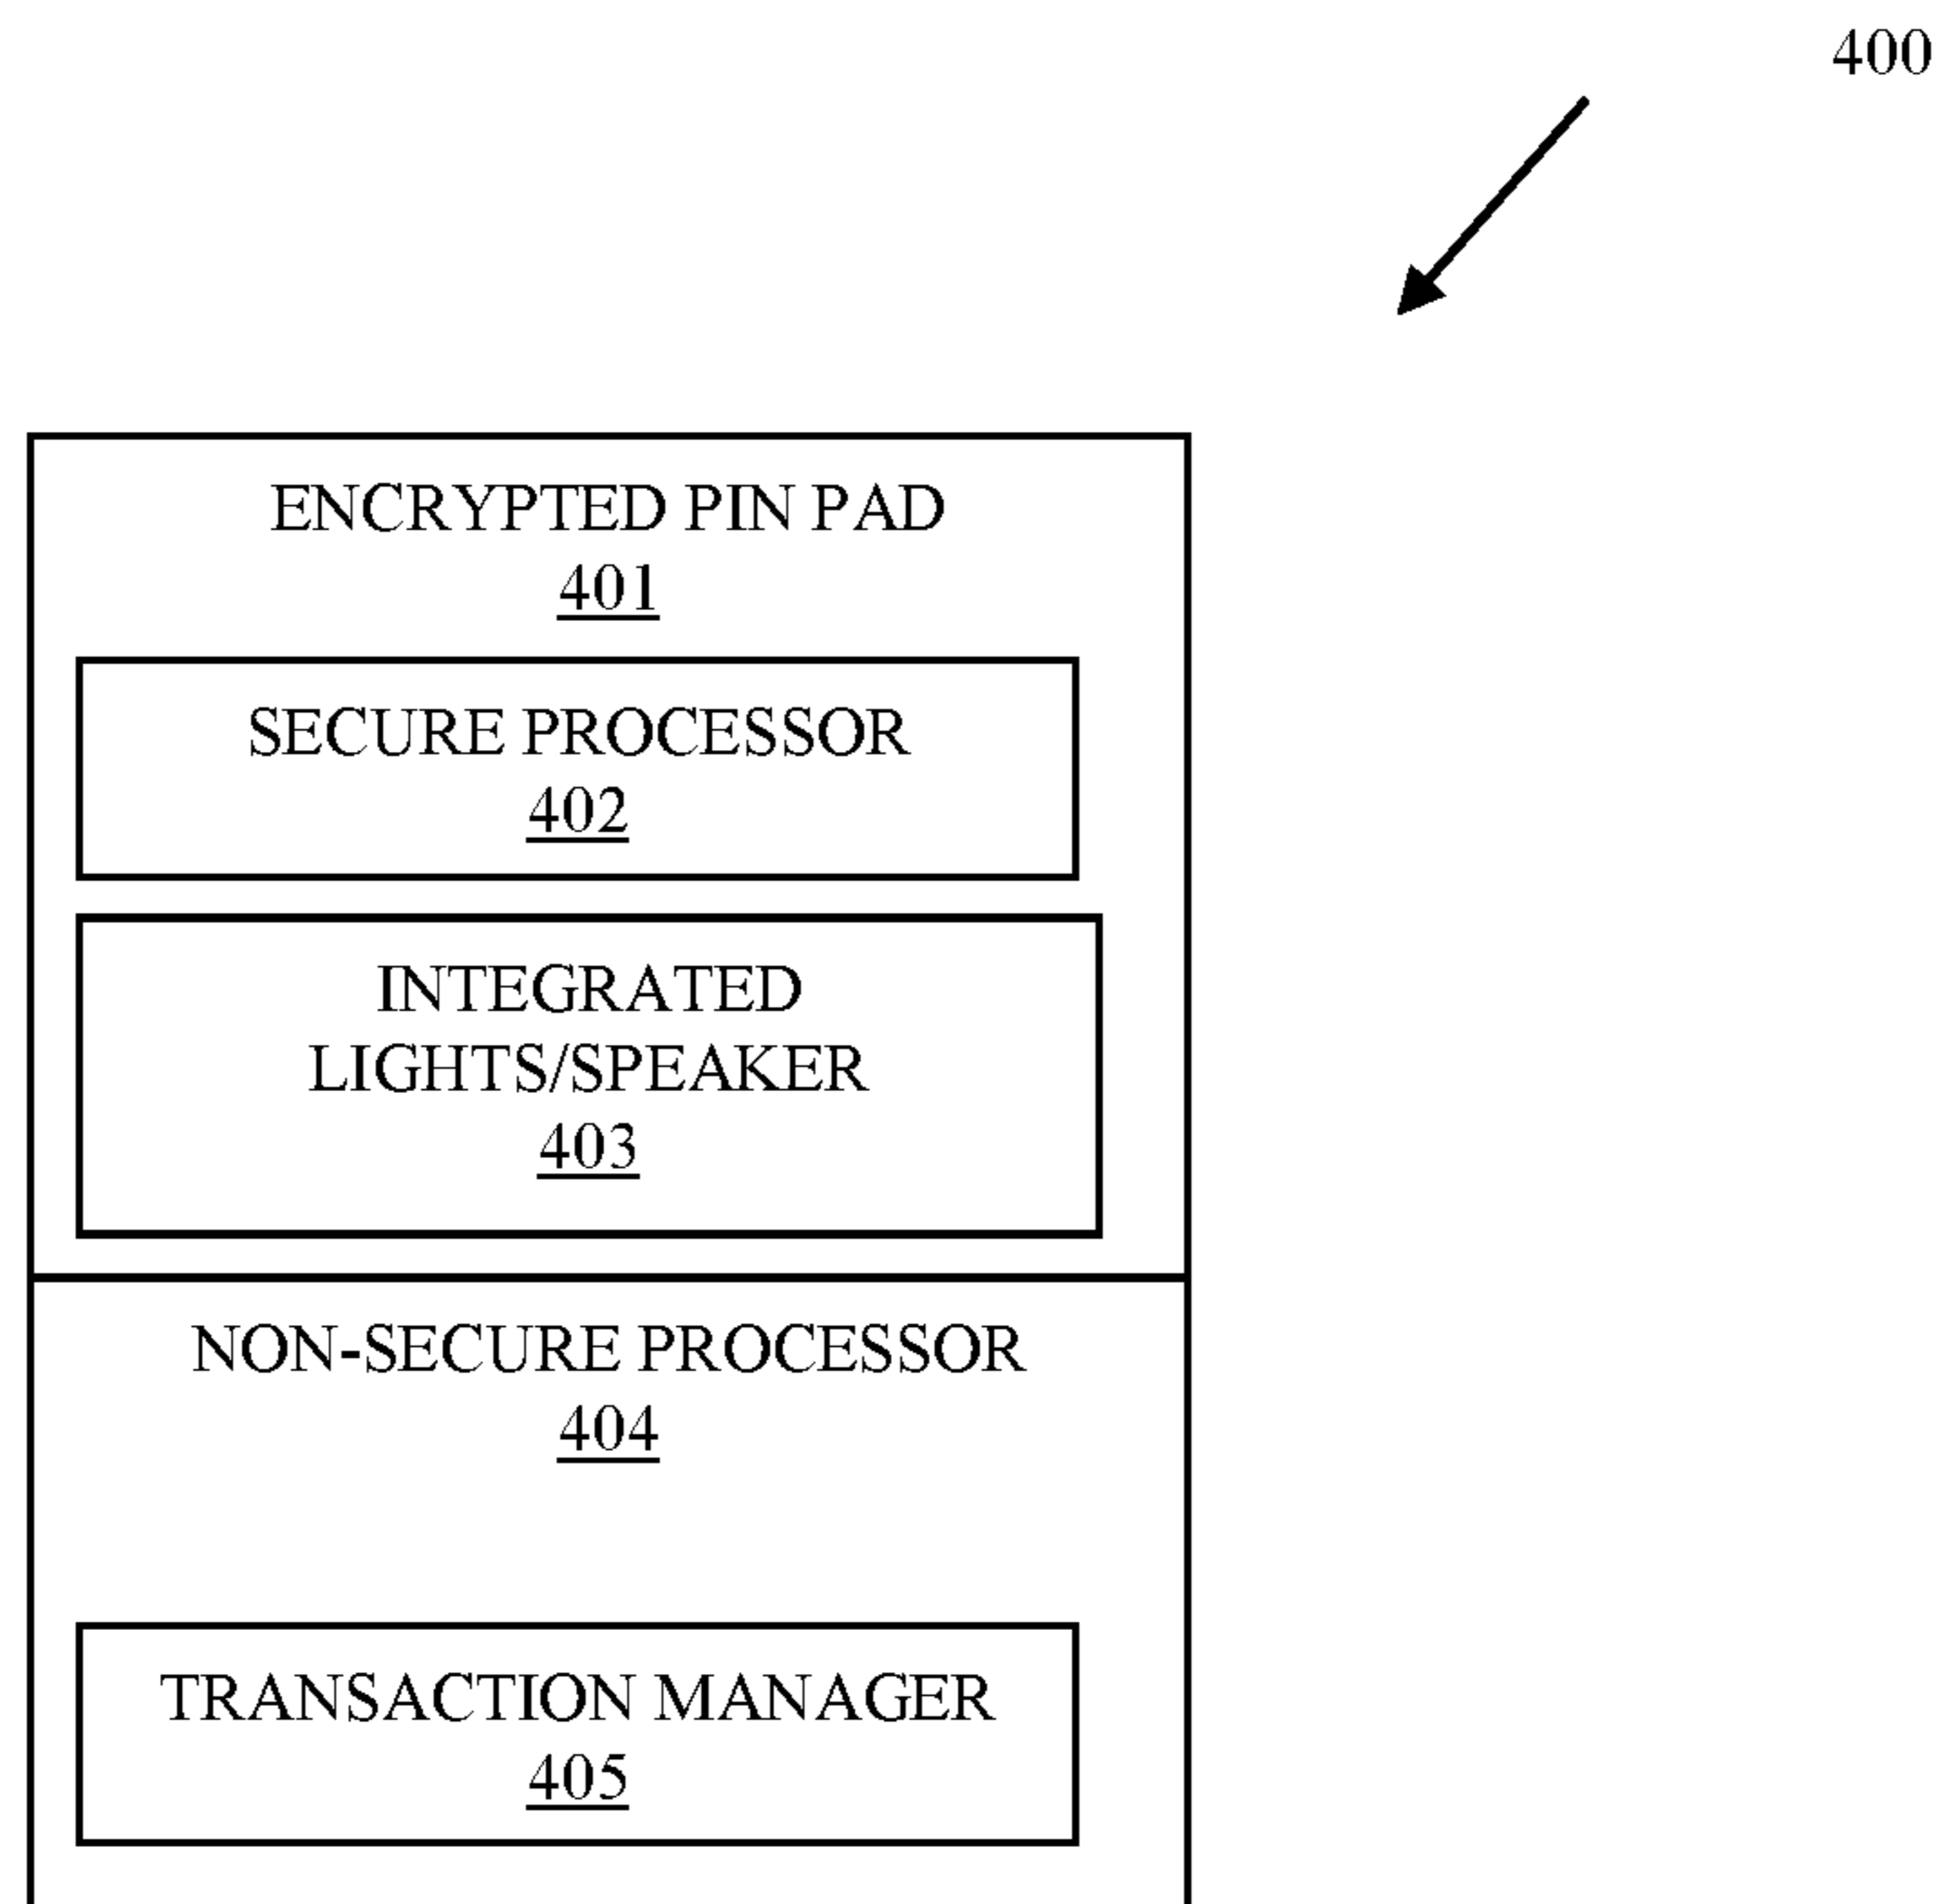 400
ENCRYPTED PIN PAD
401
SECURE PROCESSOR
402
INTEGRATED
LIGHTS/SPEAKER
403
NON-SECURE PROCESSOR
404
TRANSACTION MANAGER
405